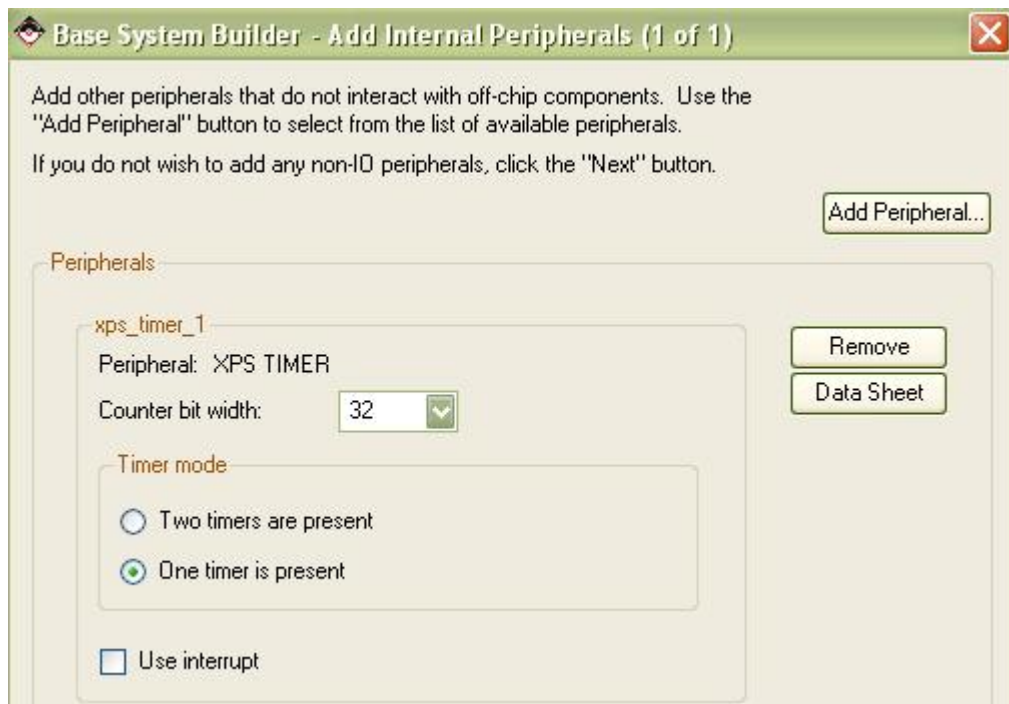 Base System Builder - Add Internal Peripherals (1 of 1)
Add other peripherals that do not interact with off-chip components. Use the
"Add Peripheral" button to select from the list of available peripherals.
If you do not wish to add any non-IO peripherals, click the "Next" button.
Add Peripheral...
Peripherals
xps_timer_1
Peripheral: XPS TIMER
Remove
Counter bit width: 32
Data Sheet
Timer mode
Two timers are present
One timer is present
Use interrupt